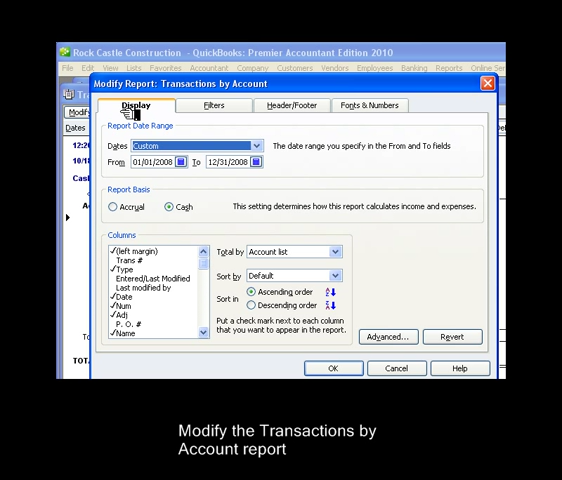 Rock Castle Construction - QuickBooks: Premier Accountant Edition 2010
File Edit View Lists Favorites Accountant Company Customers Vendors Employees Banking Reports Online Ser
Modify Report: Transactions by Account
Display Filters Header/Footer Fonts & Numbers
Report Date Range
Dates Custom The date range you specify in the From and To fields
From 01/01/2008 To 12/31/2008
Report Basis
Accrual Cash This setting determines how this report calculates income and expenses.
Columns
(left margin)
Trans #
Type
Entered/Last Modified
Last modified by
Date
Num
Adj
P. O. #
Name
Total by Account list
Sort by Default
Sort in Ascending order
Descending order
Put a check mark next to each column
that you want to appear in the report.
Advanced... Revert
OK Cancel Help
Dates
TOT
Modify the Transactions by
Account report